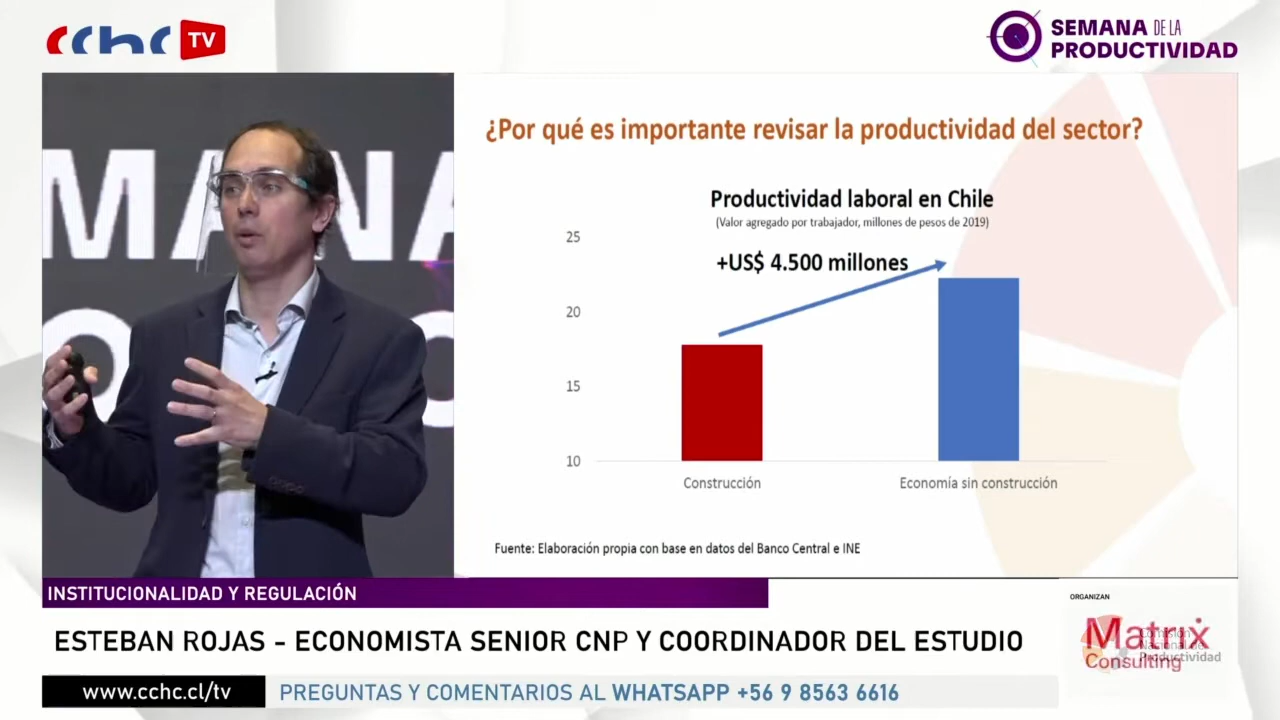 cchc TV
SEMANA DE LA
PRODUCTIVIDAD
MANA
¿Por qué es importante revisar la productividad del sector?
Productividad laboral en Chile
(Valor agregado por trabajador, millones de pesos de 2019)
+US$ 4.500 millones
25
20
15
10
Construcción
Economía sin construcción
Fuente: Elaboración propia con base en datos del Banco Central e INE
INSTITUCIONALIDAD Y REGULACIÓN
ESTEBAN ROJAS - ECONOMISTA SENIOR CNP Y COORDINADOR DEL ESTUDIO
www.cchc.cl/tv
PREGUNTAS Y COMENTARIOS AL WHATSAPP +56 9 8563 6616
ORGANIZAN
Matrix
Consulting
Comisión
Nacional de
Productividad